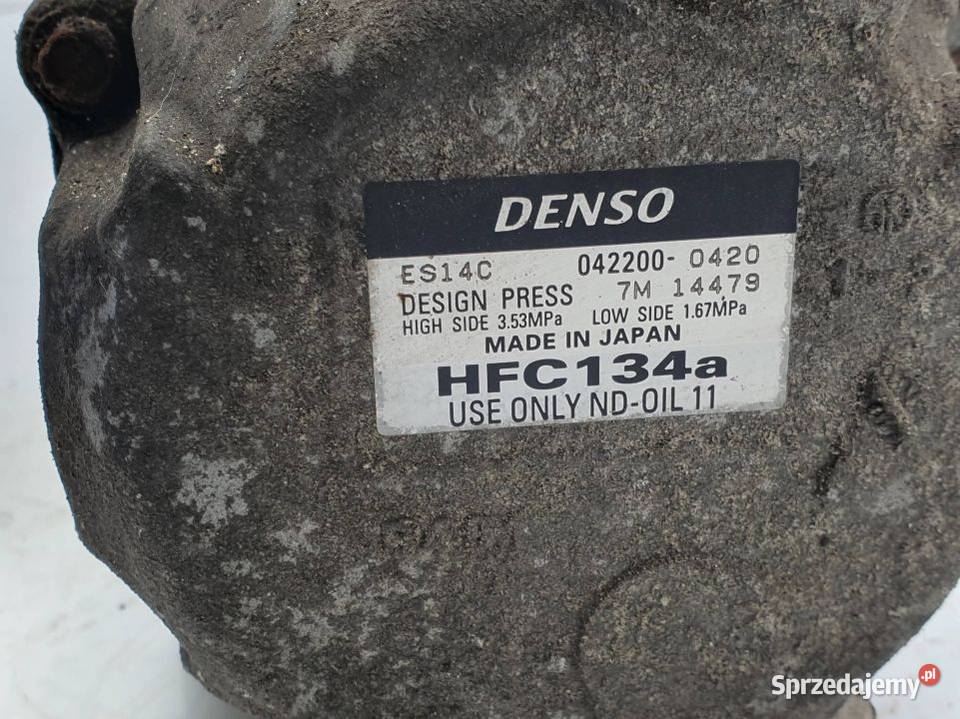 DENSO
ES14C 042200-0420
DESIGN PRESS 7M 14479
HIGH SIDE 3.53MPa LOW SIDE 1.67MPa
MADE IN JAPAN
HFC134a
USE ONLY ND-OIL 11
Sprzedajemy.pl